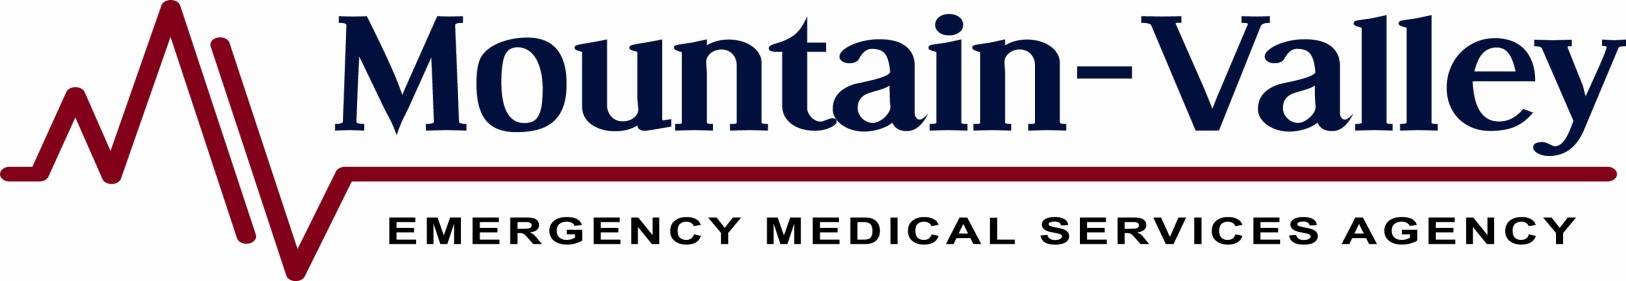 Mountain-Valley
EMERGENCY MEDICAL SERVICES AGENCY